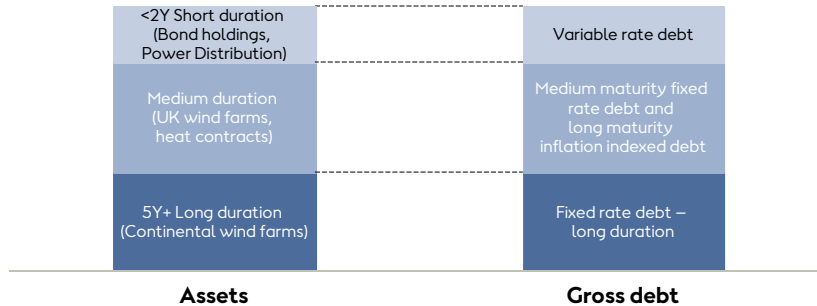 <2Y Short duration
(Bond holdings,
Power Distribution)
Medium duration
(UK wind farms,
heat contracts)
5Y+ Long duration
(Continental wind farms)
Assets
Variable rate debt
Medium maturity fixed
rate debt and
long maturity
inflation indexed debt
Fixed rate debt –
long duration
Gross debt